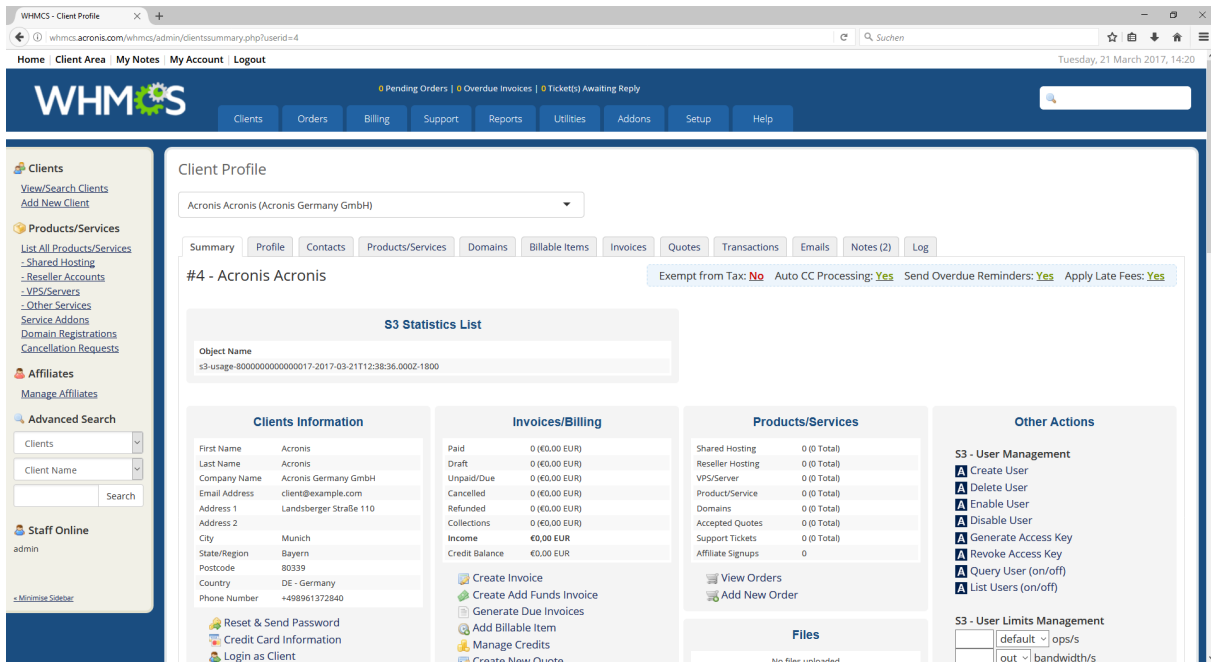 WHMCS - Client Profile
whmcs.acronis.com/whmcs/admin/clientssummary.php?userid=4
Suchen
Home | Client Area | My Notes | My Account | Logout
Tuesday, 21 March 2017, 14:20
WHMCS
0 Pending Orders | 0 Overdue Invoices | 0 Ticket(s) Awaiting Reply
Clients Orders Billing Support Reports Utilities Addons Setup Help
Clients
View/Search Clients
Add New Client
Products/Services
List All Products/Services
- Shared Hosting
- Reseller Accounts
- VPS/Servers
- Other Services
Service Addons
Domain Registrations
Cancellation Requests
Affiliates
Manage Affiliates
Advanced Search
Clients
Client Name
Search
Staff Online
admin
« Minimise Sidebar
Client Profile
Acronis Acronis (Acronis Germany GmbH)
Summary Profile Contacts Products/Services Domains Billable Items Invoices Quotes Transactions Emails Notes (2) Log
#4 - Acronis Acronis
Exempt from Tax: No Auto CC Processing: Yes Send Overdue Reminders: Yes Apply Late Fees: Yes
S3 Statistics List
Object Name
s3-usage-8000000000000017-2017-03-21T12:38:36.000Z-1800
Clients Information
First Name Acronis
Last Name Acronis
Company Name Acronis Germany GmbH
Email Address client@example.com
Address 1 Landsberger Straße 110
Address 2
City Munich
State/Region Bayern
Postcode 80339
Country DE - Germany
Phone Number +498961372840
Reset & Send Password
Credit Card Information
Login as Client
Invoices/Billing
Paid 0 (€0,00 EUR)
Draft 0 (€0,00 EUR)
Unpaid/Due 0 (€0,00 EUR)
Cancelled 0 (€0,00 EUR)
Refunded 0 (€0,00 EUR)
Collections 0 (€0,00 EUR)
Income €0,00 EUR
Credit Balance €0,00 EUR
Create Invoice
Create Add Funds Invoice
Generate Due Invoices
Add Billable Item
Manage Credits
Create New Quote
Products/Services
Shared Hosting 0 (0 Total)
Reseller Hosting 0 (0 Total)
VPS/Server 0 (0 Total)
Product/Service 0 (0 Total)
Domains 0 (0 Total)
Accepted Quotes 0 (0 Total)
Support Tickets 0 (0 Total)
Affiliate Signups 0
View Orders
Add New Order
Files
No files uploaded
Other Actions
S3 - User Management
A Create User
A Delete User
A Enable User
A Disable User
A Generate Access Key
A Revoke Access Key
A Query User (on/off)
A List Users (on/off)
S3 - User Limits Management
default ops/s
out bandwidth/s